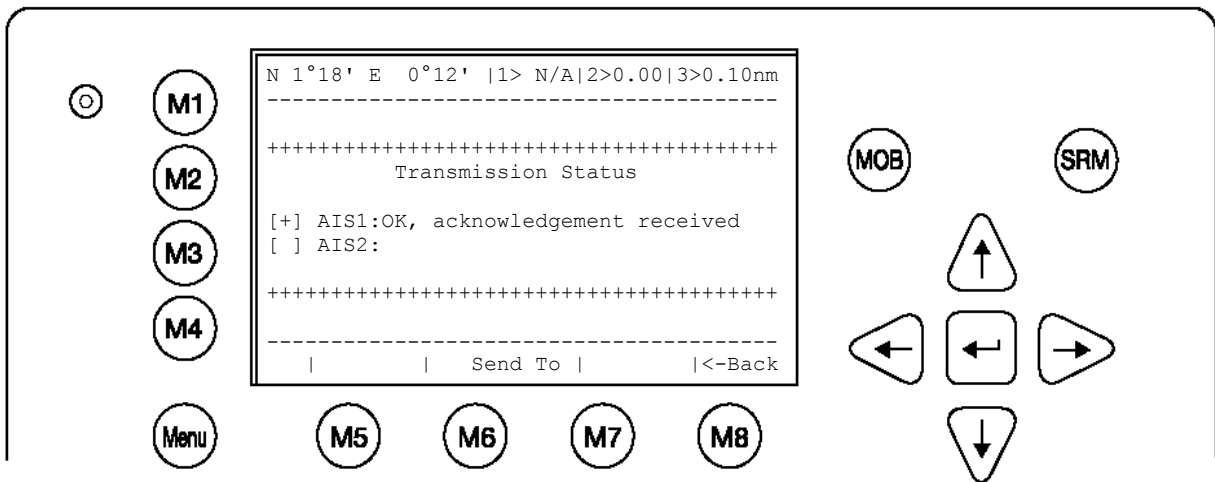 N 1°18' E  0°12' |1> N/A|2>0.00|3>0.10nm
----------------------------------------
++++++++++++++++++++++++++++++++++++++++
Transmission Status
[+] AIS1:OK, acknowledgement received
[ ] AIS2:
++++++++++++++++++++++++++++++++++++++++
----------------------------------------
|        |   Send To |        |<-Back
M1
M2
M3
M4
Menu
M5
M6
M7
M8
MOB
SRM